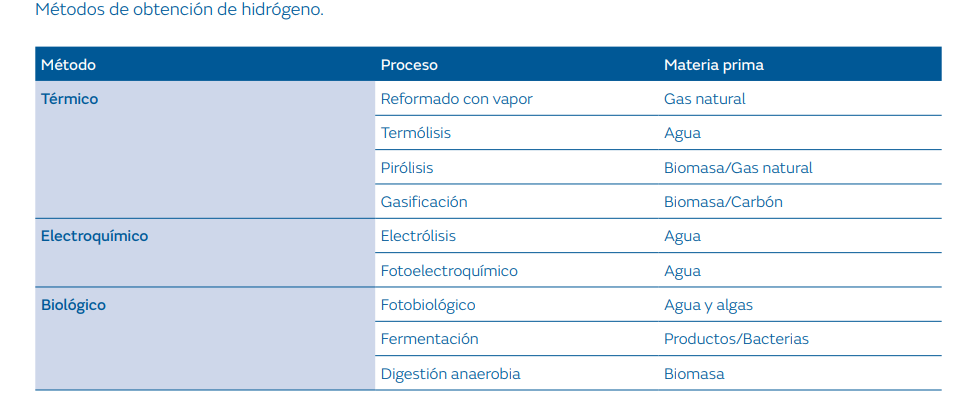 Métodos de obtención de hidrógeno.
Método Proceso Materia prima
Térmico Reformado con vapor Gas natural
Termólisis Agua
Pirólisis Biomasa/Gas natural
Gasificación Biomasa/Carbón
Electroquímico Electrólisis Agua
Fotoelectroquímico Agua
Biológico Fotobiológico Agua y algas
Fermentación Productos/Bacterias
Digestión anaerobia Biomasa